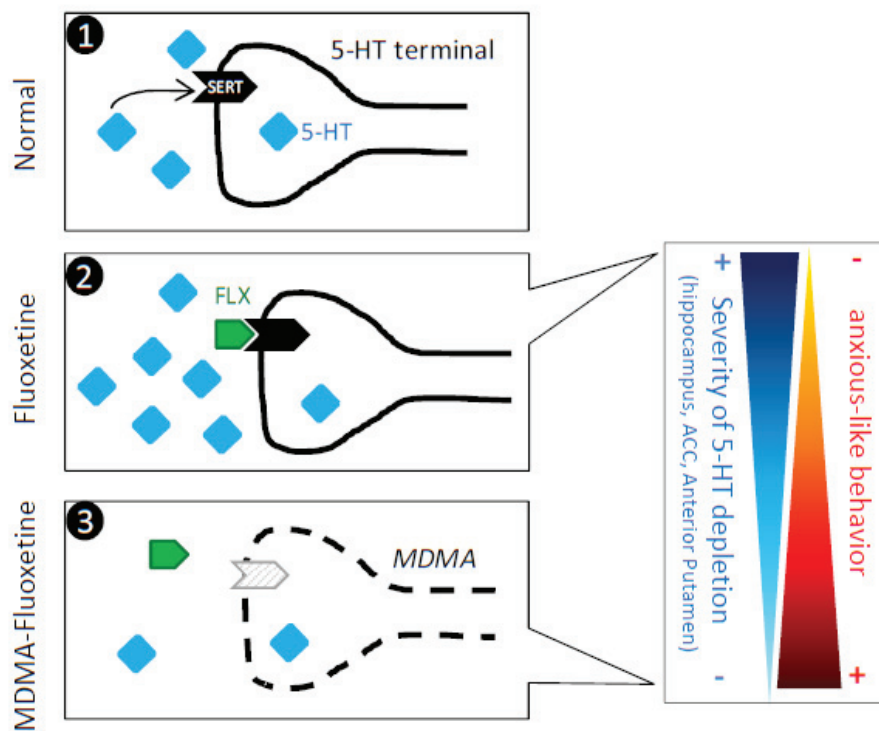 Normal
1
SERT
5-HT terminal
5-HT
Fluoxetine
2
FLX
MDMA-Fluoxetine
3
MDMA
+ Severity of 5-HT depletion -
(hippocampus, ACC, Anterior Putamen)
- anxious-like behavior +